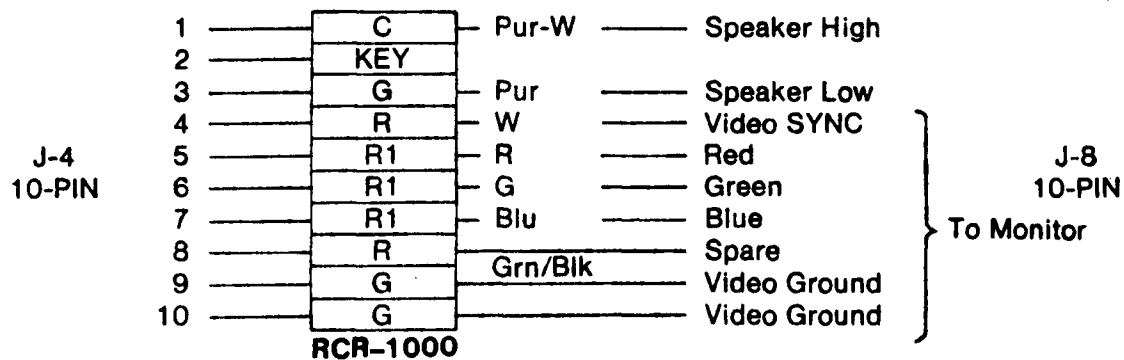 1 C Pur-W Speaker High
2 KEY
3 G Pur Speaker Low
4 R W Video SYNC
J-4 5 R1 R Red J-8
10-PIN 6 R1 G Green 10-PIN
7 R1 Blu Blue To Monitor
8 R Spare
Grn/Blk
9 G Video Ground
10 G Video Ground
RCR-1000